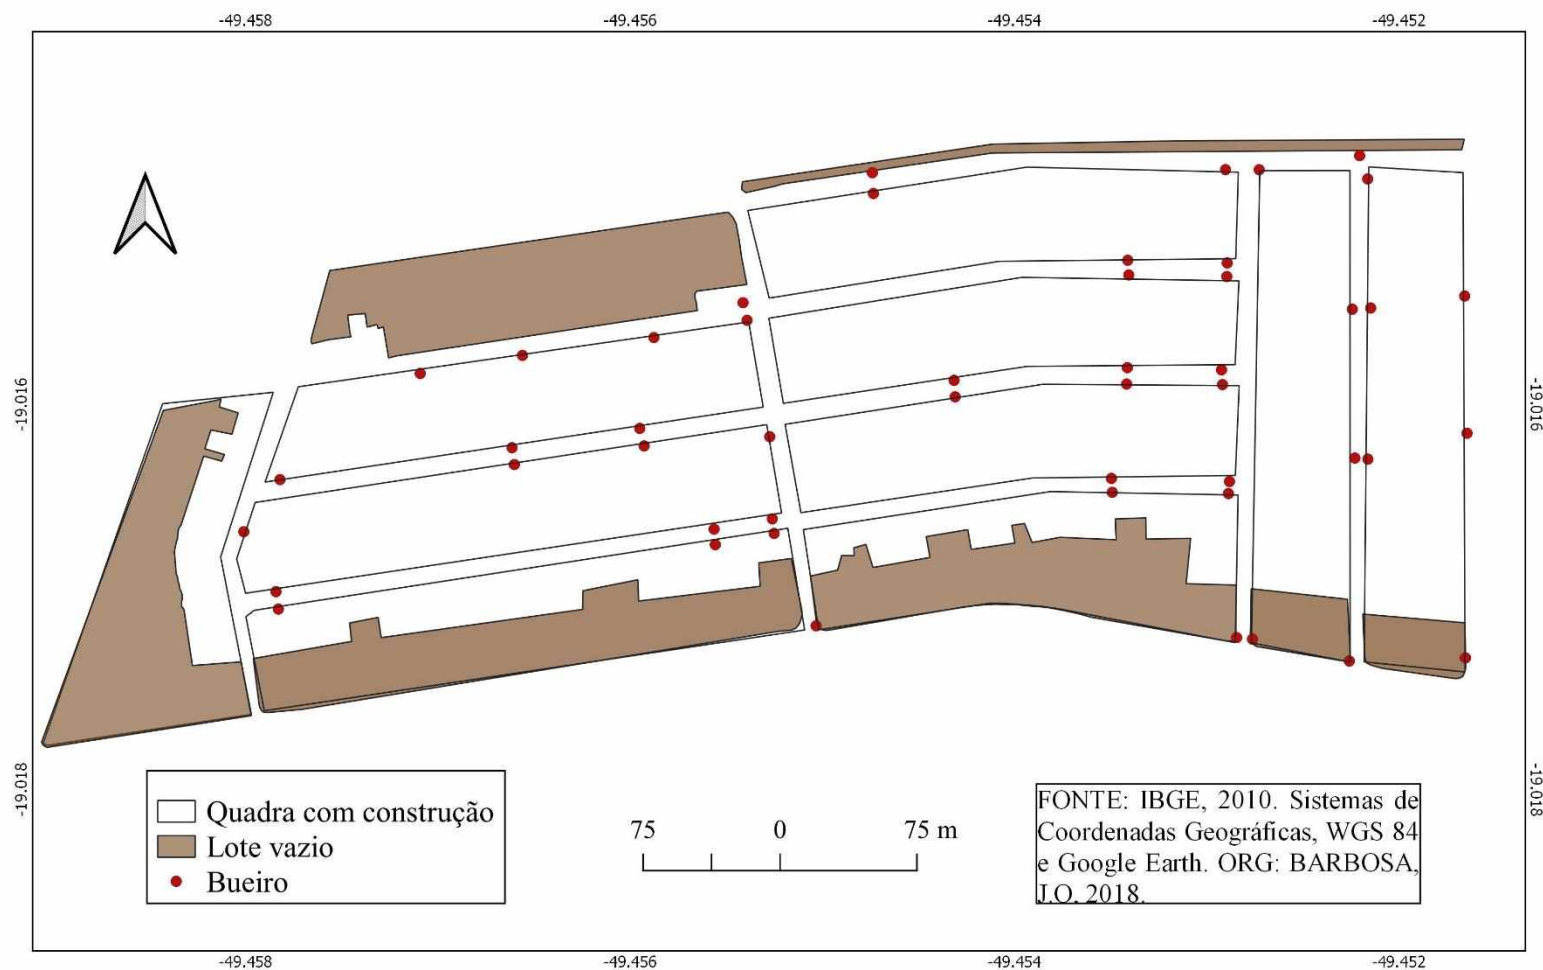 -49.458 -49.456 -49.454 -49.452
-19.016 -19.016
-19.018 -19.018
Quadra com construção
Lote vazio
Bueiro
75 0 75 m
FONTE: IBGE, 2010. Sistemas de
Coordenadas Geográficas, WGS 84
e Google Earth. ORG: BARBOSA,
J.O, 2018.
-49.458 -49.456 -49.454 -49.452